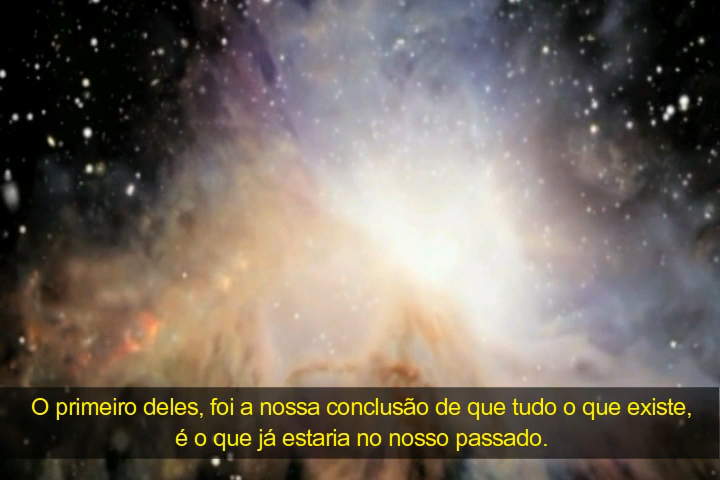 O primeiro deles, foi a nossa conclusão de que tudo o que existe,
é o que já estaria no nosso passado.